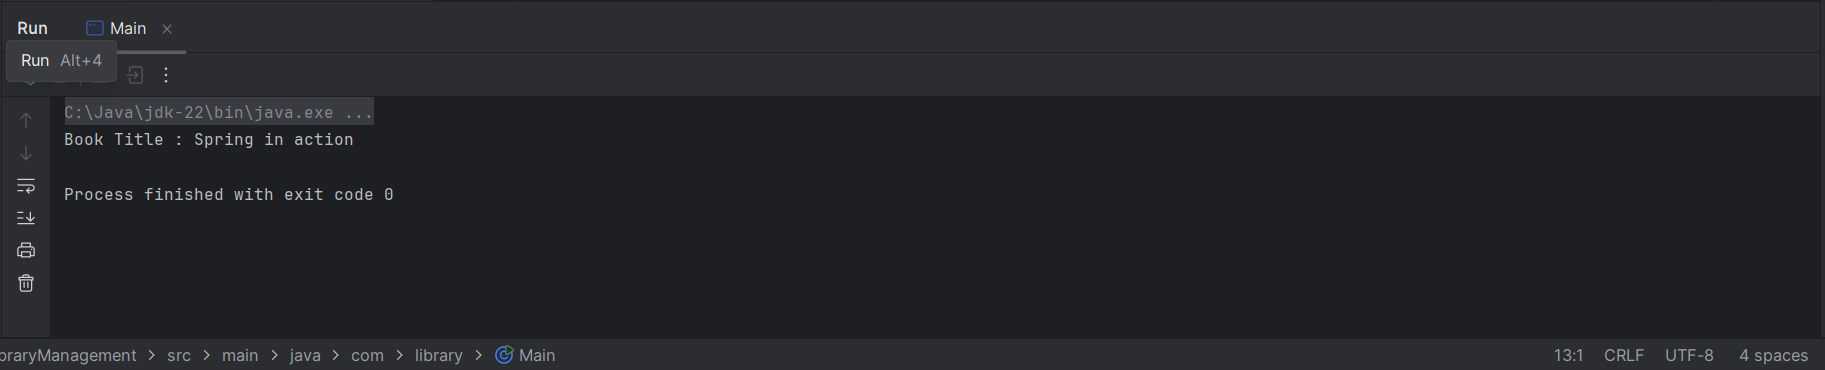 Run Main
Run Alt+4
C:\Java\jdk-22\bin\java.exe ...
Book Title : Spring in action
Process finished with exit code 0
braryManagement > src > main > java > com > library > Main 13:1 CRLF UTF-8 4 spaces